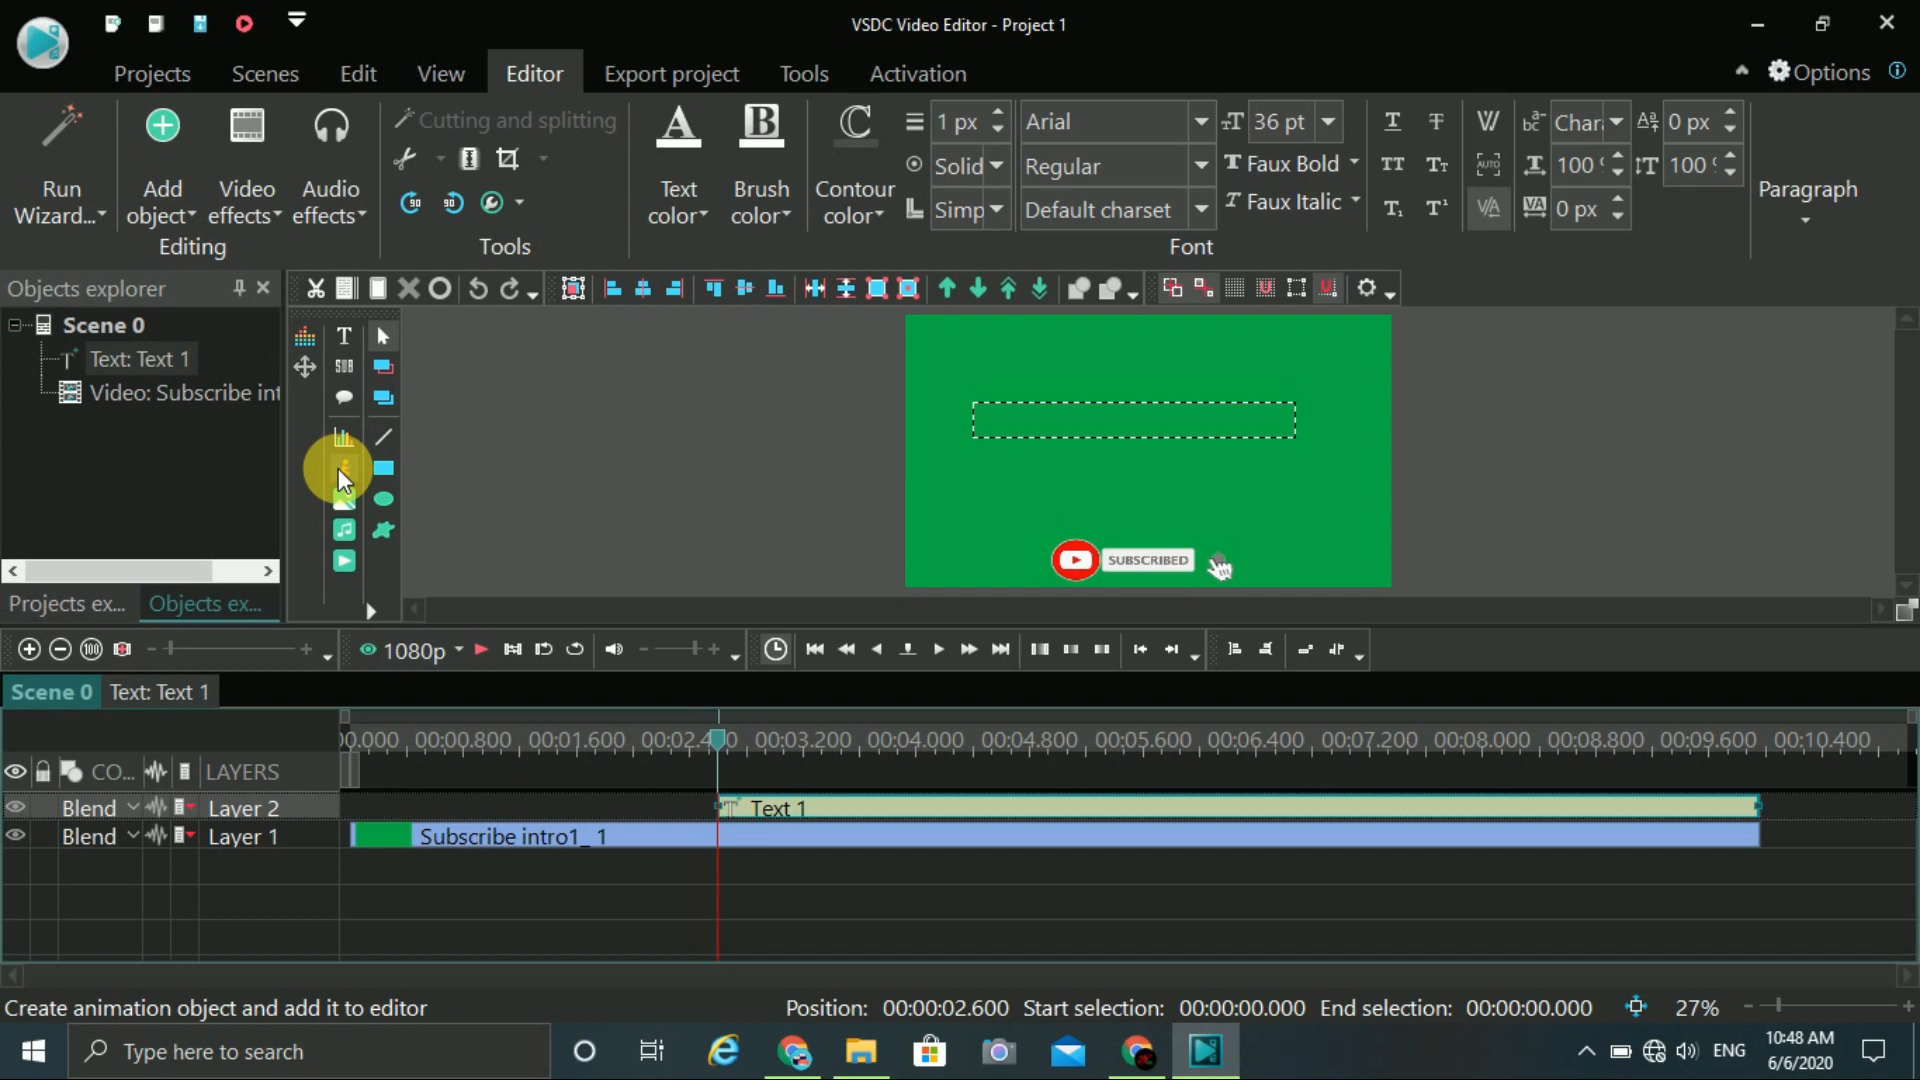 VSDC Video Editor - Project 1
Projects Scenes Edit View Editor Export project Tools Activation Options
Run Wizard...
Add object
Video effects
Audio effects
Editing
Cutting and splitting
Tools
Text color
Brush color
Contour color
1 px
Solid
Simp
Arial
Regular
Default charset
36 pt
Faux Bold
Faux Italic
Font
Char
0 px
100
100
0 px
Paragraph
Objects explorer
Scene 0
Text: Text 1
Video: Subscribe int
Projects ex... Objects ex...
SUB
SUBSCRIBED
1080p
Scene 0 Text: Text 1
00.000 00:00.800 00:01.600 00:02.4 00:03.200 00:04.000 00:04.800 00:05.600 00:06.400 00:07.200 00:08.000 00:08.800 00:09.600 00:10.400
CO... LAYERS
Blend Layer 2 Text 1
Blend Layer 1 Subscribe intro1_ 1
Create animation object and add it to editor Position: 00:00:02.600 Start selection: 00:00:00.000 End selection: 00:00:00.000 27%
Type here to search
ENG
10:48 AM
6/6/2020